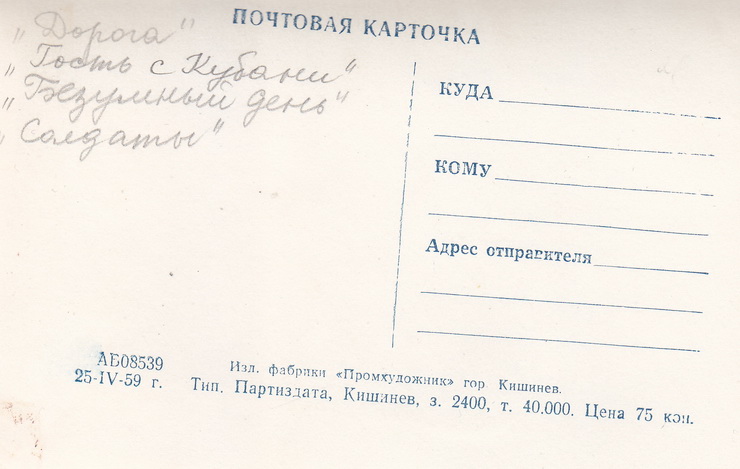 ПОЧТОВАЯ КАРТОЧКА
„Дорога"
„Гость с Кубани"
„Безумный день"
„Солдаты"
КУДА
КОМУ
Адрес отправителя
АБ08539
25-IV-59 г.
Изд. фабрики «Промхудожник» гор. Кишинев.
Тип. Партиздата, Кишинев, з. 2400, т. 40.000. Цена 75 коп.